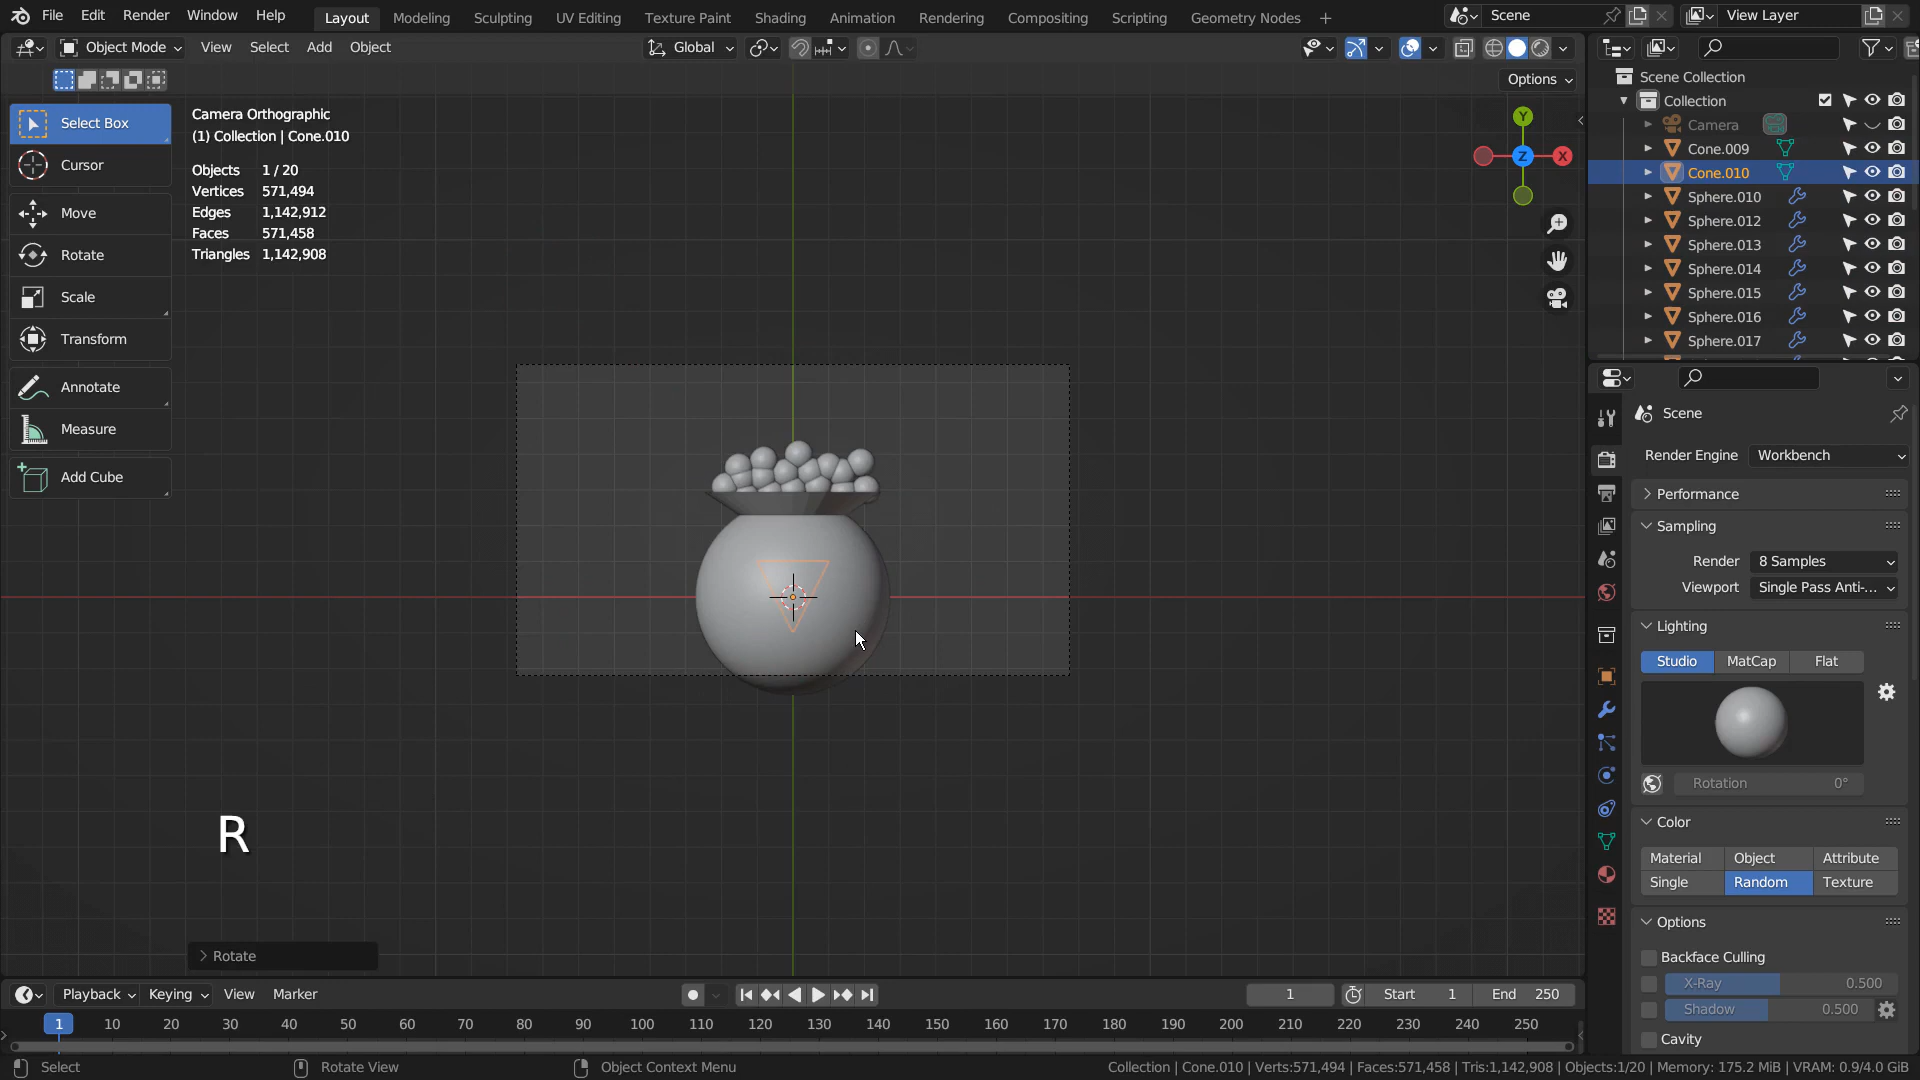 File Edit Render Window Help Layout Modeling Sculpting UV Editing Texture Paint Shading Animation Rendering Compositing Scripting Geometry Nodes Scene View Layer
Object Mode View Select Add Object Global
Options
Select Box
Cursor
Move
Rotate
Scale
Transform
Annotate
Measure
Add Cube
Camera Orthographic
(1) Collection | Cone.010
Objects 1 / 20
Vertices 571,494
Edges 1,142,912
Faces 571,458
Triangles 1,142,908
Y
Z
X
R
Rotate
Scene Collection
Collection
Camera
Cone.009
Cone.010
Sphere.010
Sphere.012
Sphere.013
Sphere.014
Sphere.015
Sphere.016
Sphere.017
Scene
Render Engine Workbench
Performance
Sampling
Render 8 Samples
Viewport Single Pass Anti-...
Lighting
Studio MatCap Flat
Rotation 0°
Color
Material Object Attribute
Single Random Texture
Options
Backface Culling
X-Ray 0.500
Shadow 0.500
Cavity
Playback Keying View Marker 1 Start 1 End 250
1 10 20 30 40 50 60 70 80 90 100 110 120 130 140 150 160 170 180 190 200 210 220 230 240 250
Select Rotate View Object Context Menu Collection | Cone.010 | Verts:571,494 | Faces:571,458 | Tris:1,142,908 | Objects:1/20 | Memory: 175.2 MiB | VRAM: 0.9/4.0 GiB